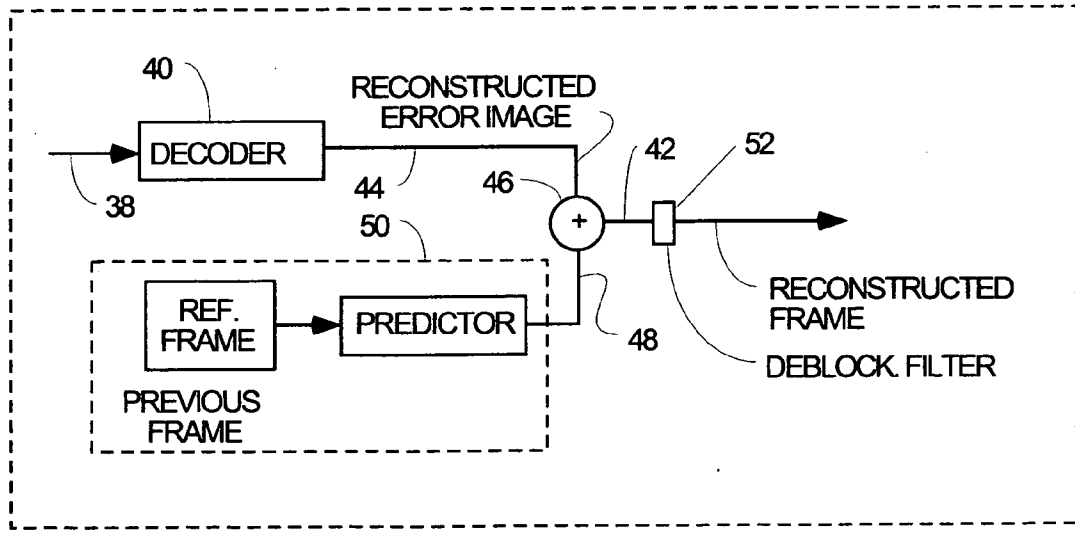 40
RECONSTRUCTED
ERROR IMAGE
DECODER
38
44
46
42
52
+
50
REF.
FRAME
PREDICTOR
48
RECONSTRUCTED
FRAME
DEBLOCK. FILTER
PREVIOUS
FRAME